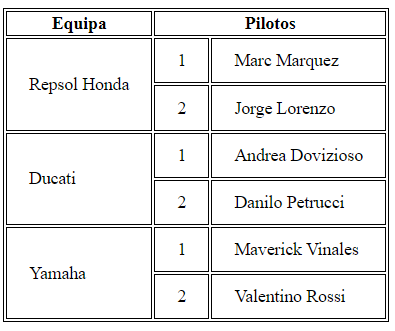 Equipa Pilotos
Repsol Honda
1 Marc Marquez
2 Jorge Lorenzo
Ducati
1 Andrea Dovizioso
2 Danilo Petrucci
Yamaha
1 Maverick Vinales
2 Valentino Rossi